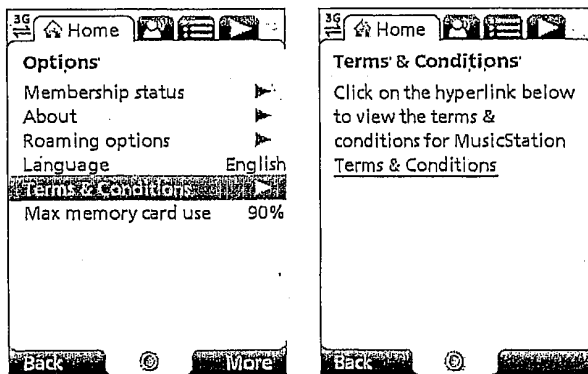 3G Home
Options
Membership status
About
Roaming options
Language English
Terms & Conditions
Max memory card use 90%
Back More
3G Home
Terms & Conditions
Click on the hyperlink below
to view the terms &
conditions for MusicStation
Terms & Conditions
Back